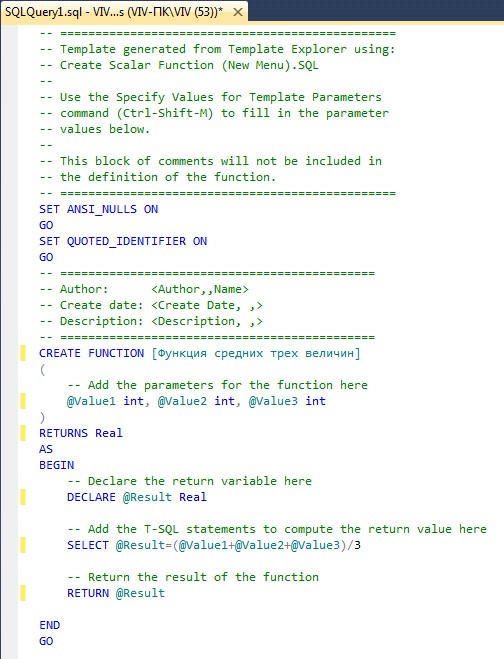 SQLQuery1.sql - VIV...s (VIV-ПК\VIV (53))* ×
-- ================================================
-- Template generated from Template Explorer using:
-- Create Scalar Function (New Menu).SQL
--
-- Use the Specify Values for Template Parameters
-- command (Ctrl-Shift-M) to fill in the parameter
-- values below.
--
-- This block of comments will not be included in
-- the definition of the function.
-- ================================================
SET ANSI_NULLS ON
GO
SET QUOTED_IDENTIFIER ON
GO
-- =============================================
-- Author:      <Author,,Name>
-- Create date: <Create Date, ,>
-- Description: <Description, ,>
-- =============================================
CREATE FUNCTION [Функция средних трех величин]
(
    -- Add the parameters for the function here
    @Value1 int, @Value2 int, @Value3 int
)
RETURNS Real
AS
BEGIN
    -- Declare the return variable here
    DECLARE @Result Real
    -- Add the T-SQL statements to compute the return value here
    SELECT @Result=(@Value1+@Value2+@Value3)/3
    -- Return the result of the function
    RETURN @Result
END
GO